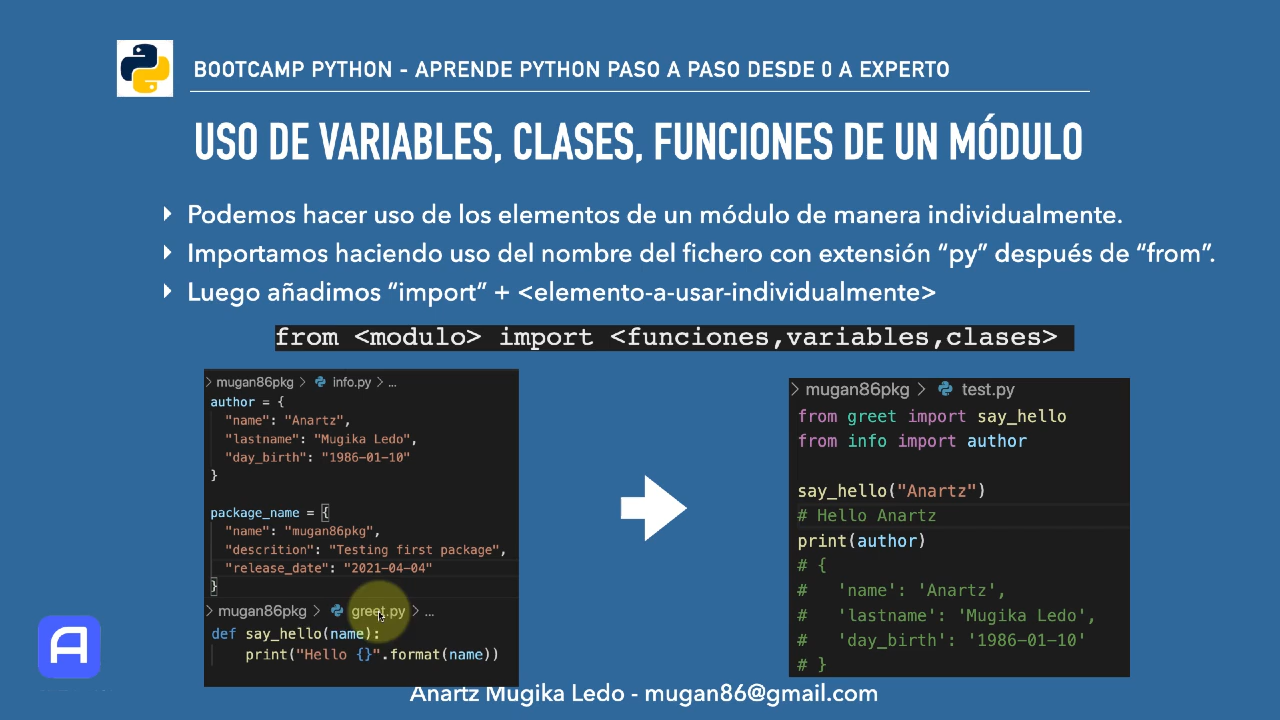 BOOTCAMP PYTHON - APRENDE PYTHON PASO A PASO DESDE 0 A EXPERTO
USO DE VARIABLES, CLASES, FUNCIONES DE UN MÓDULO
Podemos hacer uso de los elementos de un módulo de manera individualmente.
Importamos haciendo uso del nombre del fichero con extensión “py” después de “from”.
Luego añadimos “import” + <elemento-a-usar-individualmente>
from <modulo> import <funciones,variables,clases>
> mugan86pkg > info.py > ...
author = {
"name": "Anartz",
"lastname": "Mugika Ledo",
"day_birth": "1986-01-10"
}
package_name = {
"name": "mugan86pkg",
"descrition": "Testing first package",
"release_date": "2021-04-04"
}
> mugan86pkg > greet.py > ...
def say_hello(name):
print("Hello {}".format(name))
> mugan86pkg > test.py
from greet import say_hello
from info import author
say_hello("Anartz")
# Hello Anartz
print(author)
# {
# 'name': 'Anartz',
# 'lastname': 'Mugika Ledo',
# 'day_birth': '1986-01-10'
# }
A
Anartz Mugika Ledo - mugan86@gmail.com